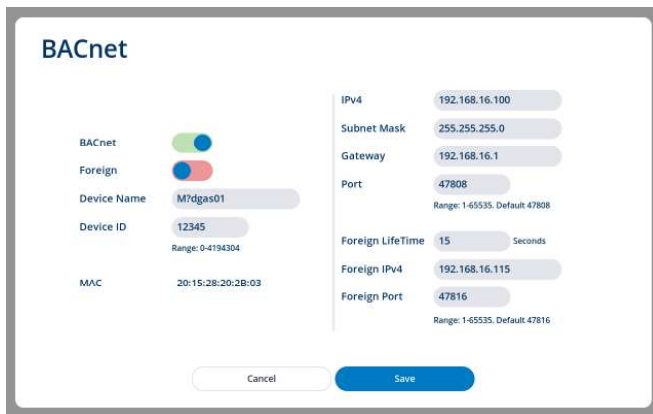 BACnet
BACnet
Foreign
Device Name M?dgas01
Device ID 12345
Range: 0-4194304
MAC 20:15:28:20:2B:03
IPv4 192.168.16.100
Subnet Mask 255.255.255.0
Gateway 192.168.16.1
Port 47808
Range: 1-65535. Default 47808
Foreign LifeTime 15 Seconds
Foreign IPv4 192.168.16.115
Foreign Port 47816
Range: 1-65535. Default 47816
Cancel Save